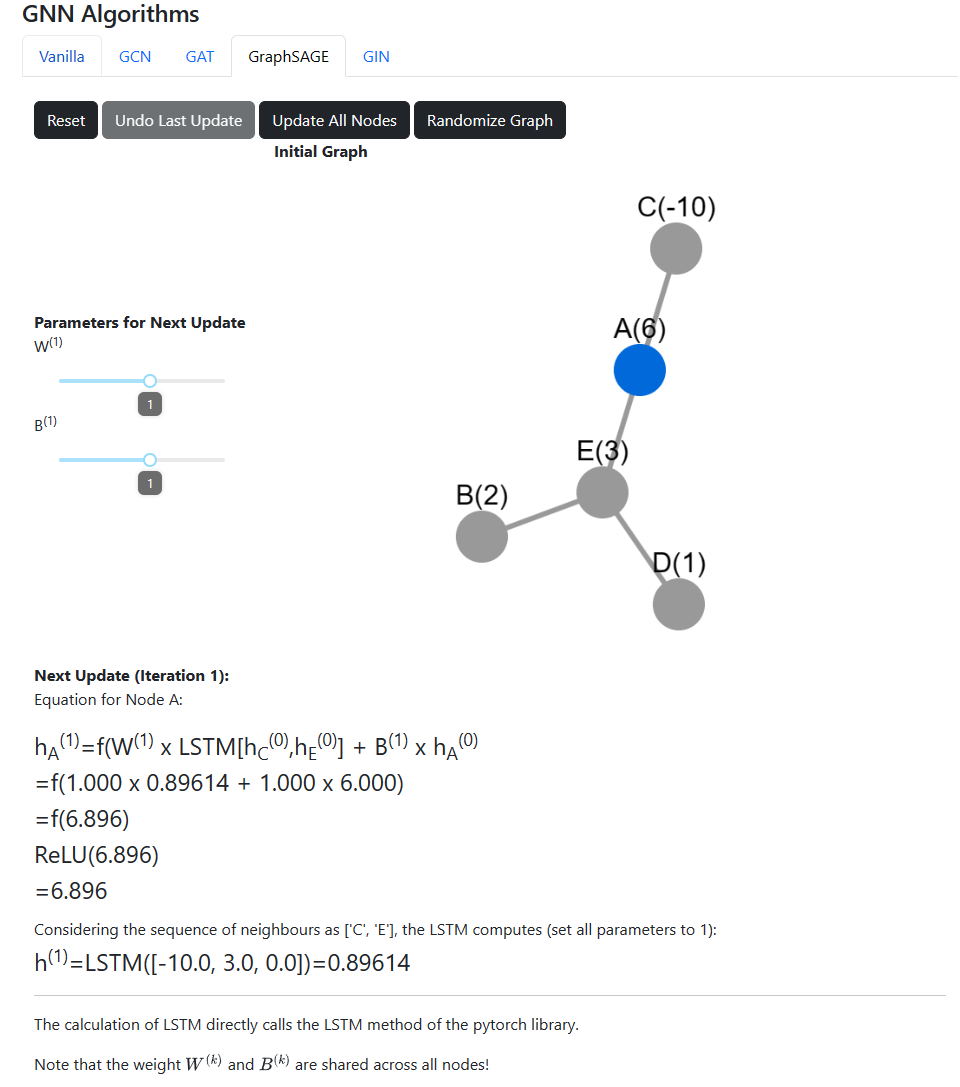 GNN Algorithms
Vanilla GCN GAT GraphSAGE GIN
Reset Undo Last Update Update All Nodes Randomize Graph
Initial Graph
C(-10)
Parameters for Next Update
A(6)
W⁽¹⁾
1
B⁽¹⁾
E(3)
1
B(2)
D(1)
Next Update (Iteration 1):
Equation for Node A:
h_A⁽¹⁾=f(W⁽¹⁾ x LSTM[h_C⁽⁰⁾,h_E⁽⁰⁾] + B⁽¹⁾ x h_A⁽⁰⁾
=f(1.000 x 0.89614 + 1.000 x 6.000)
=f(6.896)
ReLU(6.896)
=6.896
Considering the sequence of neighbours as ['C', 'E'], the LSTM computes (set all parameters to 1):
h⁽¹⁾=LSTM([-10.0, 3.0, 0.0])=0.89614
The calculation of LSTM directly calls the LSTM method of the pytorch library.
Note that the weight W⁽ᵏ⁾ and B⁽ᵏ⁾ are shared across all nodes!